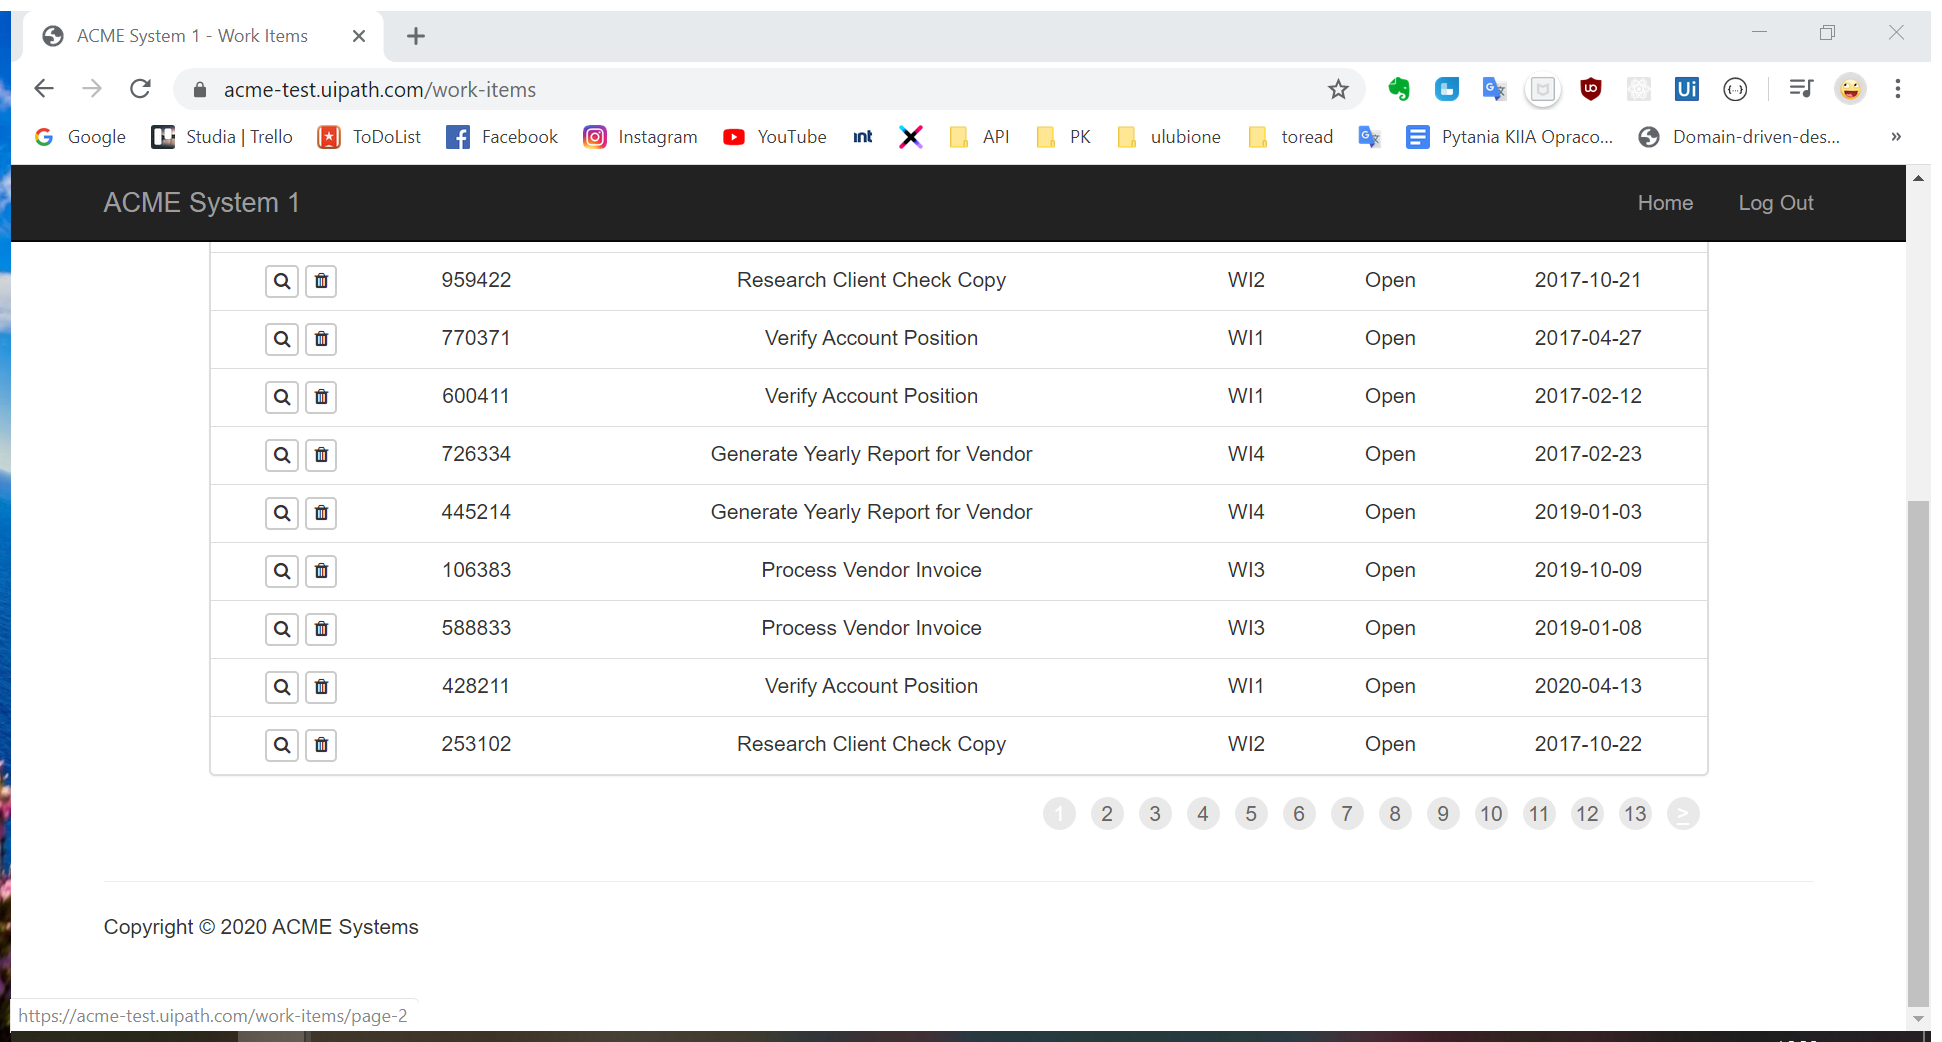 ACME System 1 - Work Items
acme-test.uipath.com/work-items
Google Studia | Trello ToDoList Facebook Instagram YouTube INT API PK ulubione toread Pytania KIIA Opraco... Domain-driven-des... »
ACME System 1 Home Log Out
959422 Research Client Check Copy WI2 Open 2017-10-21
770371 Verify Account Position WI1 Open 2017-04-27
600411 Verify Account Position WI1 Open 2017-02-12
726334 Generate Yearly Report for Vendor WI4 Open 2017-02-23
445214 Generate Yearly Report for Vendor WI4 Open 2019-01-03
106383 Process Vendor Invoice WI3 Open 2019-10-09
588833 Process Vendor Invoice WI3 Open 2019-01-08
428211 Verify Account Position WI1 Open 2020-04-13
253102 Research Client Check Copy WI2 Open 2017-10-22
1 2 3 4 5 6 7 8 9 10 11 12 13 >
Copyright © 2020 ACME Systems
https://acme-test.uipath.com/work-items/page-2